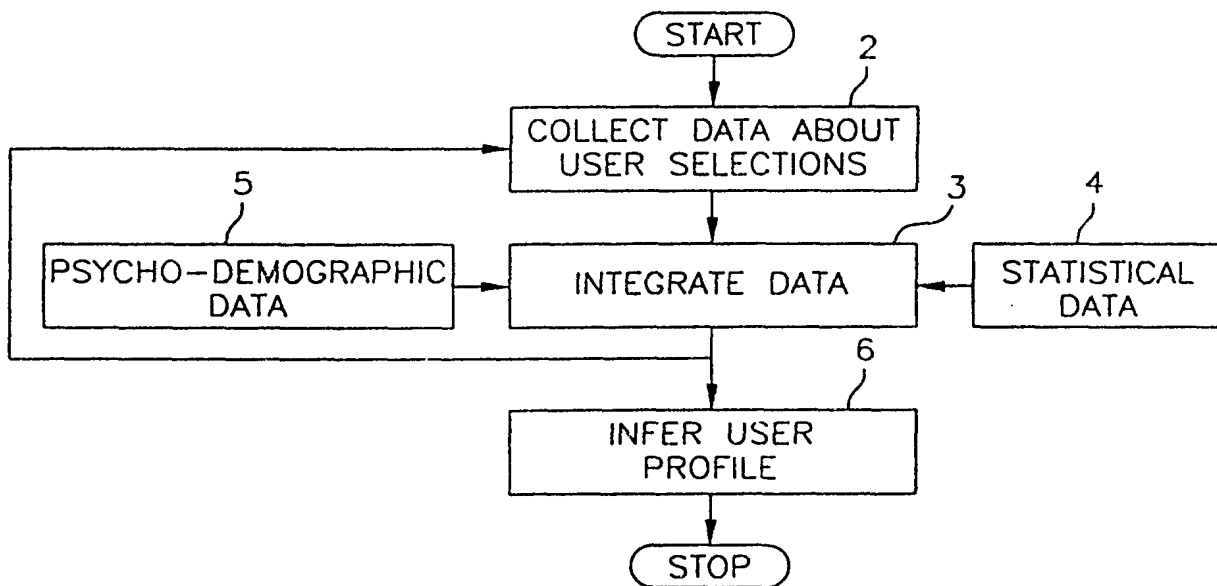 START
2
COLLECT DATA ABOUT
USER SELECTIONS
5
3
4
PSYCHO-DEMOGRAPHIC
DATA
INTEGRATE DATA
STATISTICAL
DATA
6
INFER USER
PROFILE
STOP